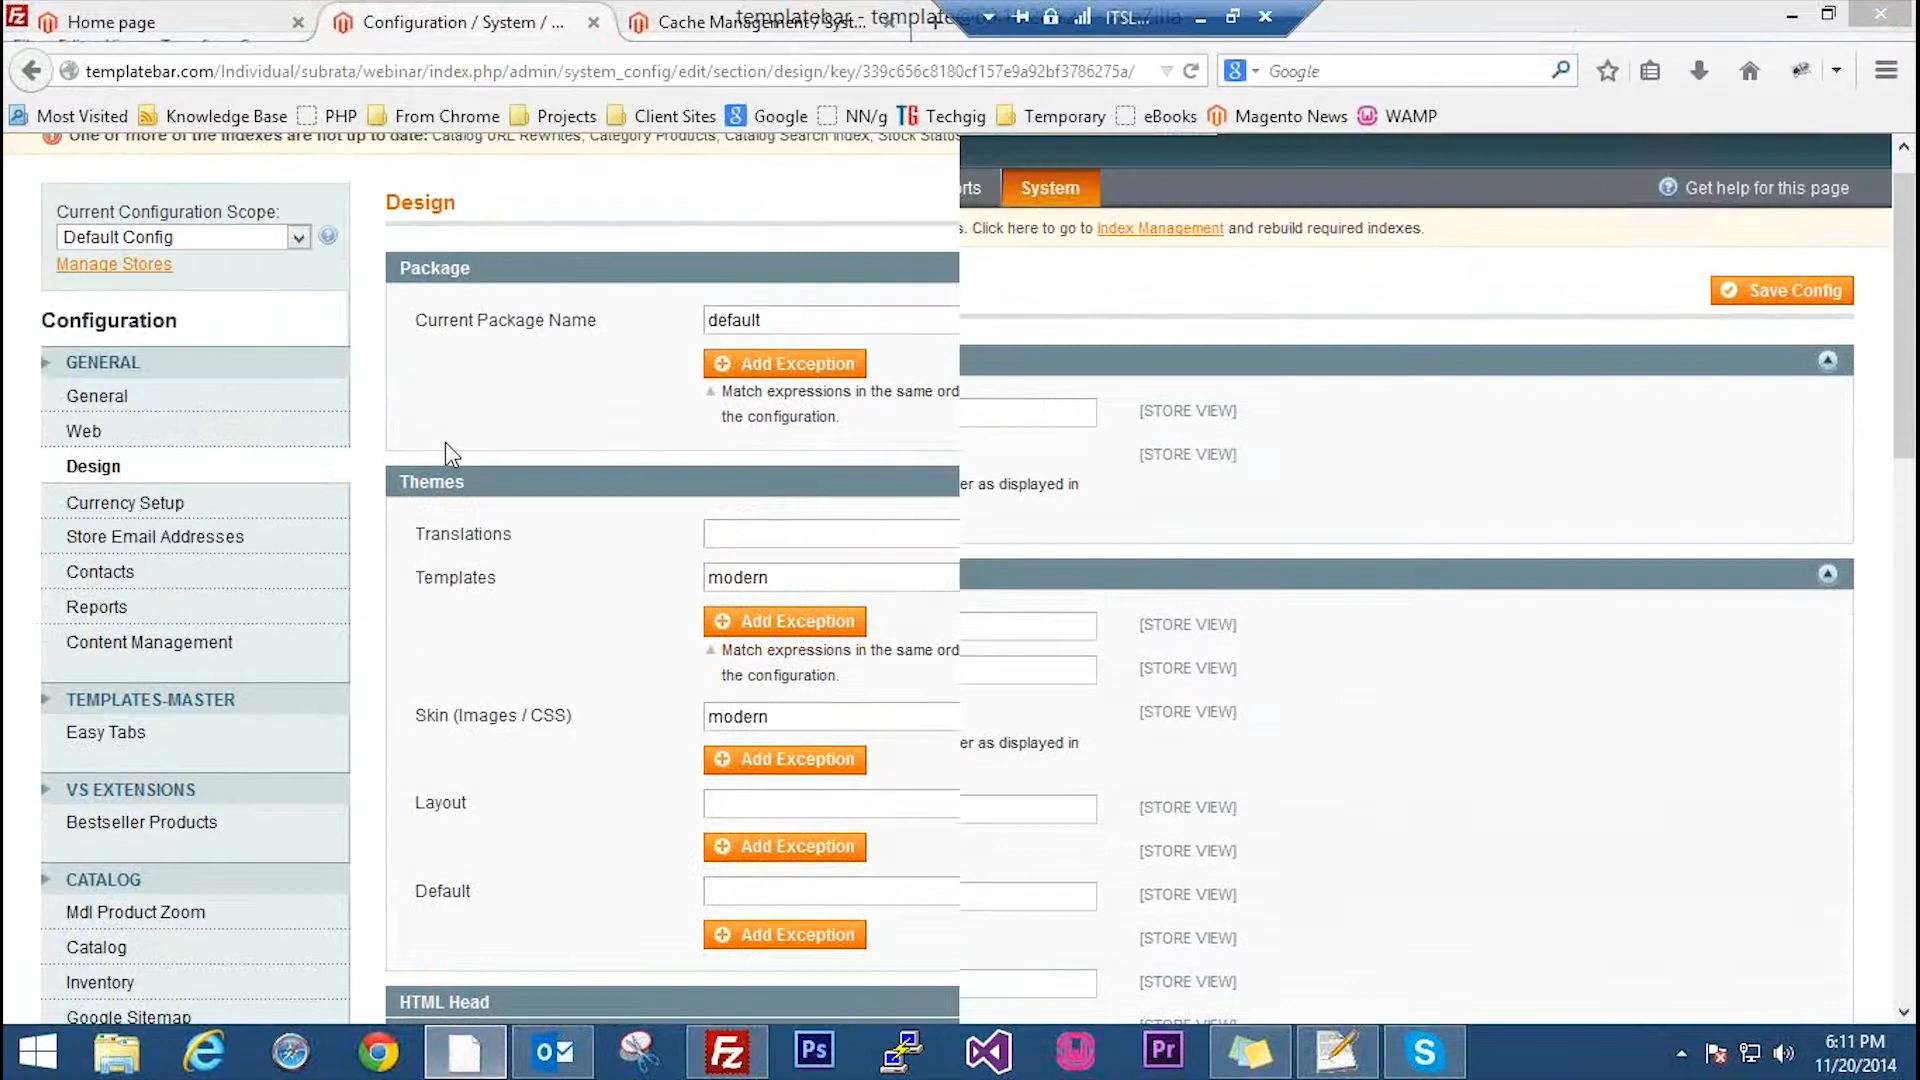 Home page
Configuration / System / ...
Cache Management / Syst...
templatebar - template
ITSL...
templatebar.com/Individual/subrata/webinar/index.php/admin/system_config/edit/section/design/key/339c656c8180cf157e9a92bf3786275a/
Google
Most Visited
Knowledge Base
PHP
From Chrome
Projects
Client Sites
Google
NN/g
Techgig
Temporary
eBooks
Magento News
WAMP
One or more of the Indexes are not up to date: Catalog URL Rewrites, Category Products, Catalog Search Index, Stock Status
rts
System
Get help for this page
s. Click here to go to Index Management and rebuild required indexes.
Save Config
Current Configuration Scope:
Default Config
Manage Stores
Configuration
GENERAL
General
Web
Design
Currency Setup
Store Email Addresses
Contacts
Reports
Content Management
TEMPLATES-MASTER
Easy Tabs
VS EXTENSIONS
Bestseller Products
CATALOG
Mdl Product Zoom
Catalog
Inventory
Google Sitemap
Design
Package
Current Package Name
default
Add Exception
Match expressions in the same ord
the configuration.
Themes
Translations
Templates
modern
Add Exception
Match expressions in the same ord
the configuration.
Skin (Images / CSS)
modern
Add Exception
Layout
Add Exception
Default
Add Exception
HTML Head
[STORE VIEW]
[STORE VIEW]
er as displayed in
[STORE VIEW]
[STORE VIEW]
[STORE VIEW]
er as displayed in
[STORE VIEW]
[STORE VIEW]
[STORE VIEW]
[STORE VIEW]
[STORE VIEW]
Fz
Ps
Pr
6:11 PM
11/20/2014